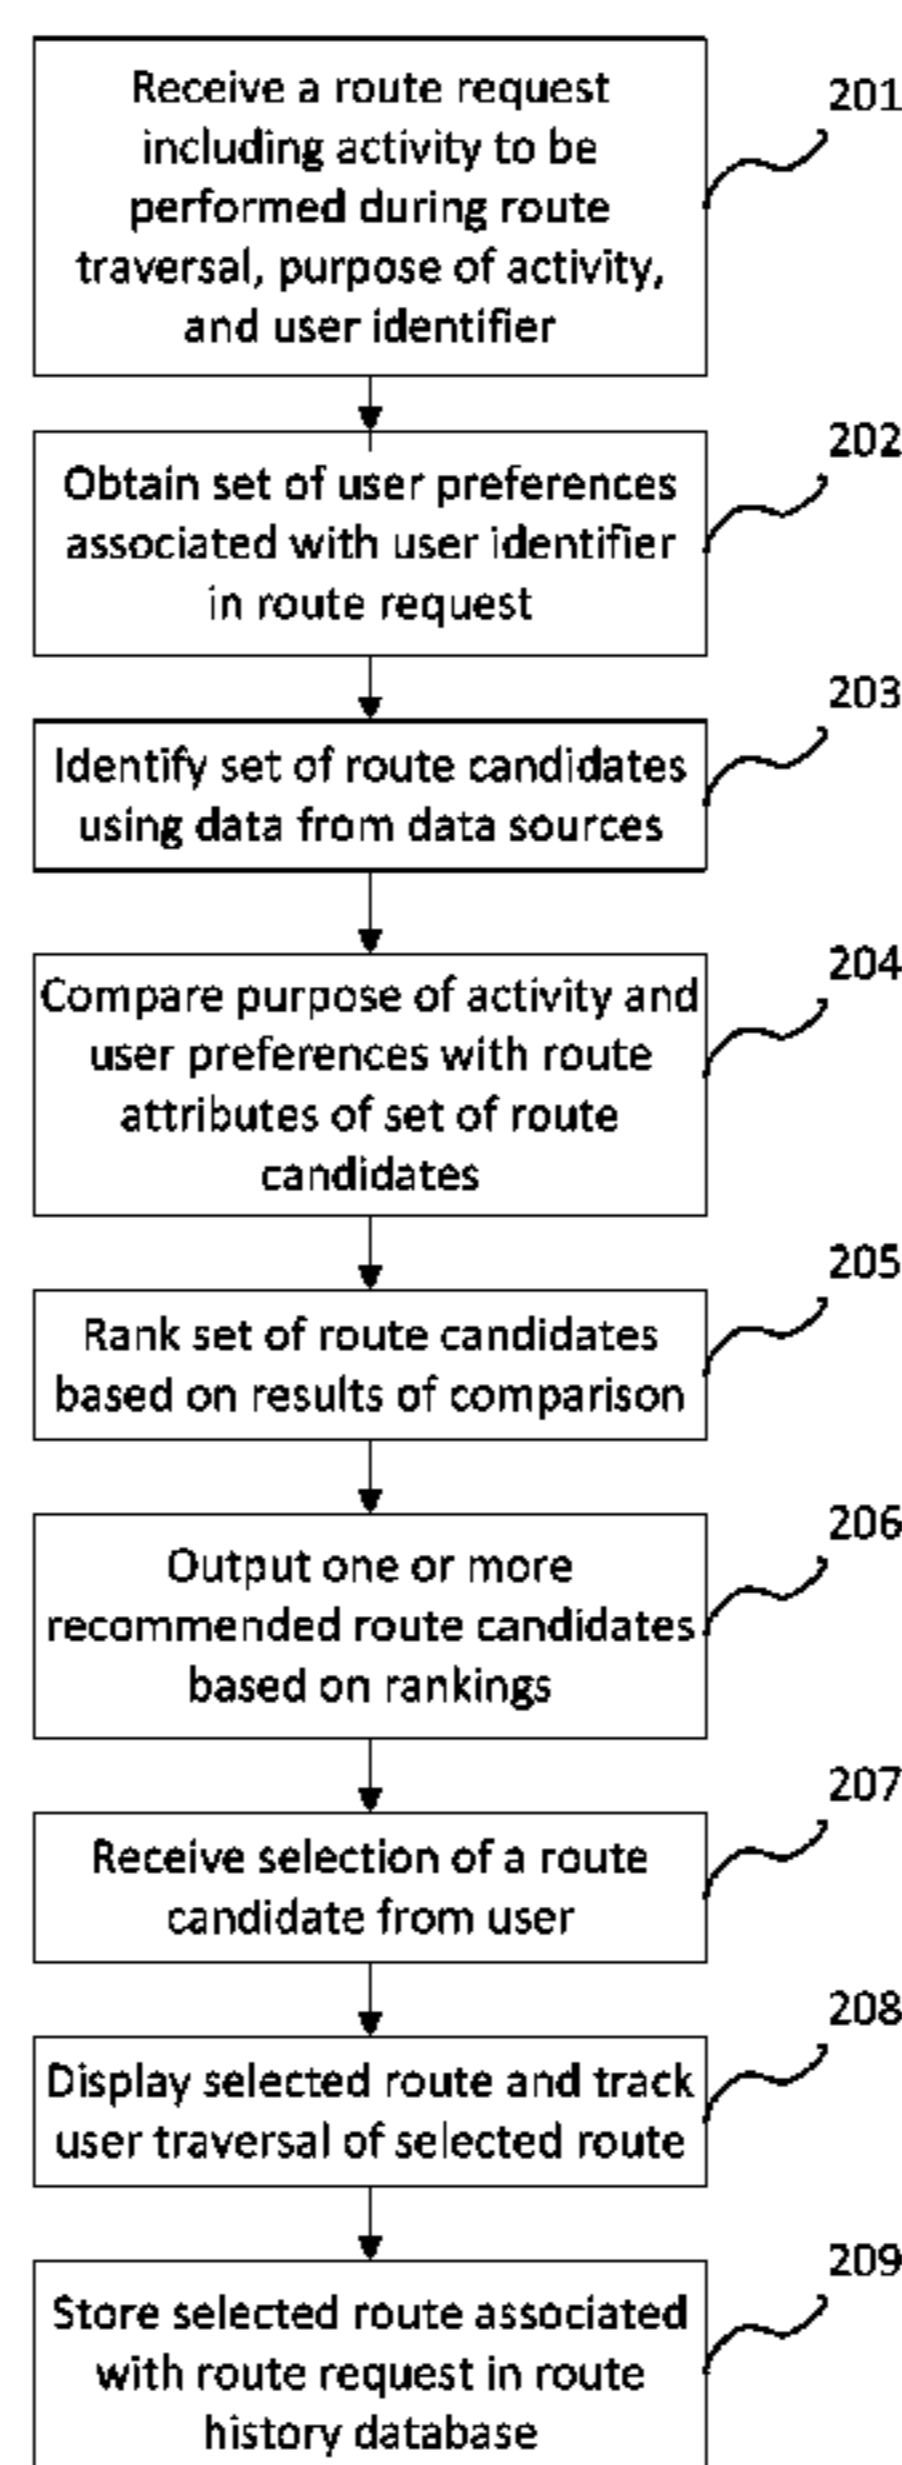 Receive a route request
including activity to be
performed during route
traversal, purpose of activity,
and user identifier
201
Obtain set of user preferences
associated with user identifier
in route request
202
Identify set of route candidates
using data from data sources
203
Compare purpose of activity and
user preferences with route
attributes of set of route
candidates
204
Rank set of route candidates
based on results of comparison
205
Output one or more
recommended route candidates
based on rankings
206
Receive selection of a route
candidate from user
207
Display selected route and track
user traversal of selected route
208
Store selected route associated
with route request in route
history database
209